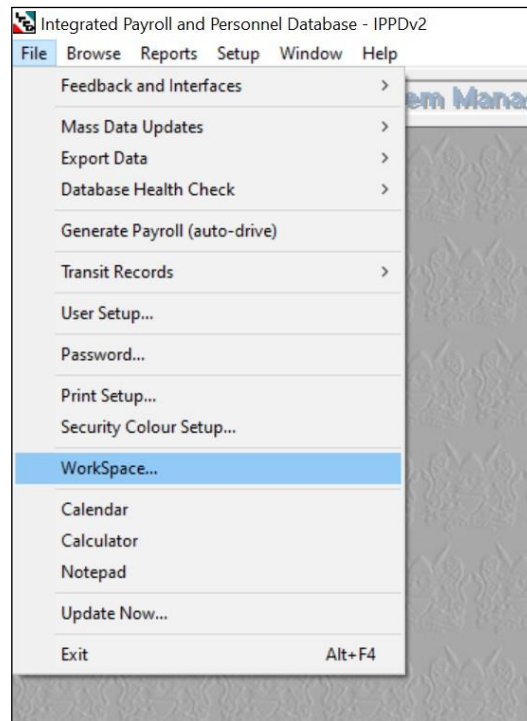 Integrated Payroll and Personnel Database - IPPDv2
File Browse Reports Setup Window Help
Feedback and Interfaces >
Mass Data Updates >
Export Data >
Database Health Check >
Generate Payroll (auto-drive)
Transit Records >
User Setup...
Password...
Print Setup...
Security Colour Setup...
WorkSpace...
Calendar
Calculator
Notepad
Update Now...
Exit Alt+F4